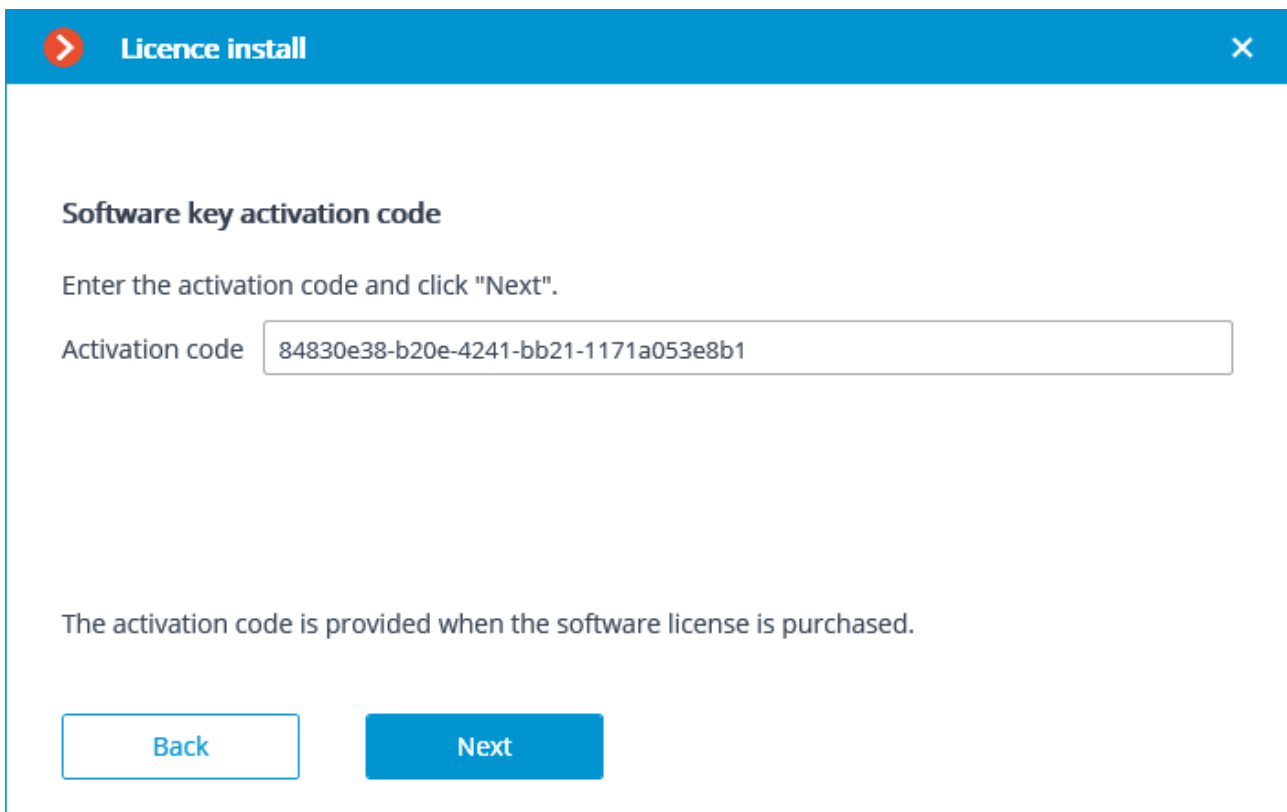 Licence install
Software key activation code
Enter the activation code and click "Next".
Activation code 84830e38-b20e-4241-bb21-1171a053e8b1
The activation code is provided when the software license is purchased.
Back Next